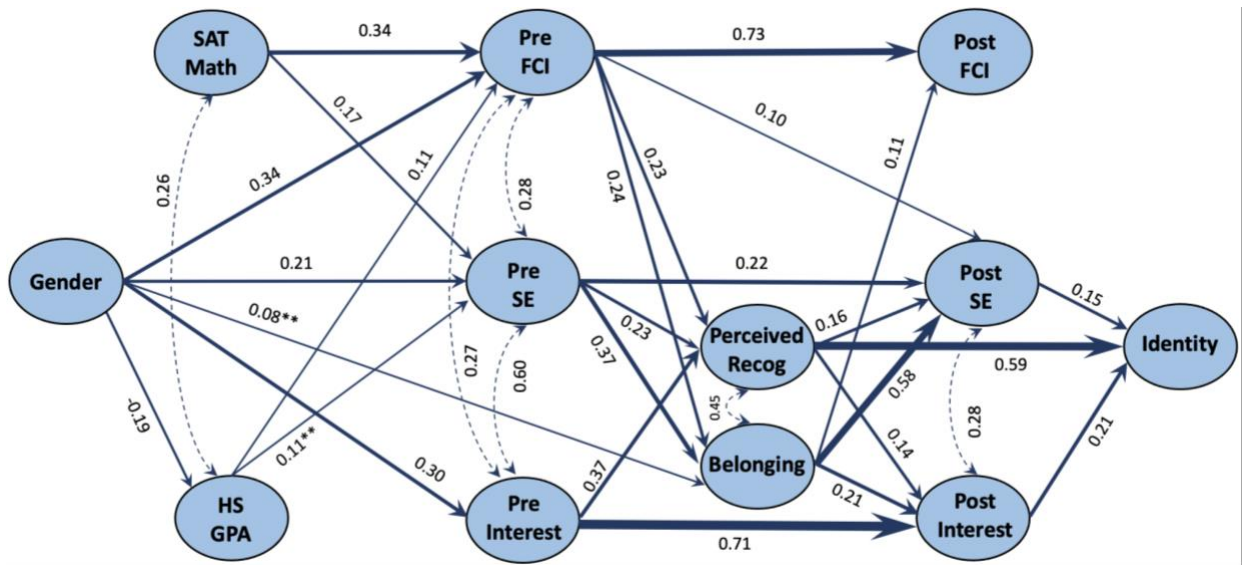 SAT
Math
0.34
Pre
FCI
0.73
Post
FCI
0.17
0.10
0.34
0.11
0.23
0.11
0.26
0.28
0.24
Gender
0.21
Pre
SE
0.22
Post
SE
0.15
0.08**
0.23
0.16
Perceived
Recog
0.59
Identity
0.37
0.27
0.60
0.58
-0.19
0.45
0.28
0.11**
0.30
0.37
Belonging
0.14
0.21
0.21
HS
GPA
Pre
Interest
0.71
Post
Interest